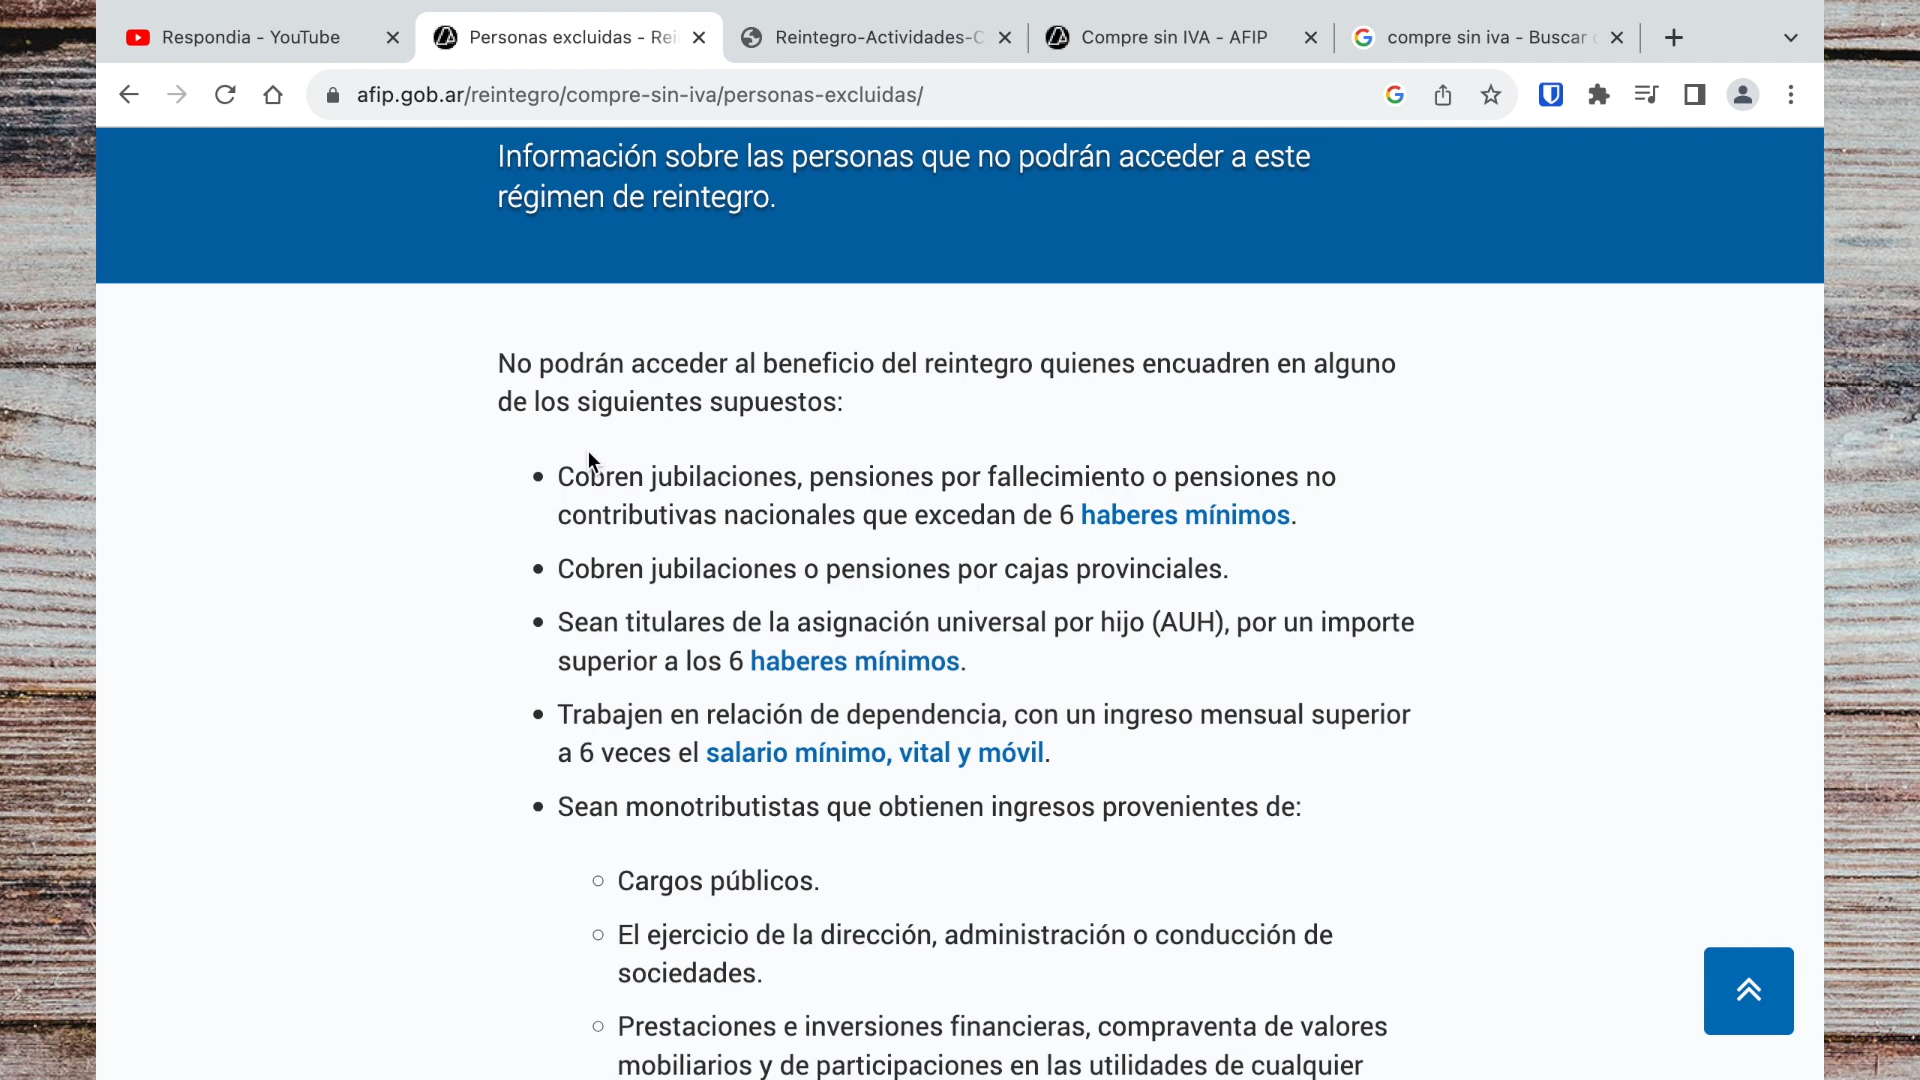 Respondia - YouTube
Personas excluidas - Rei
Reintegro-Actividades-C
Compre sin IVA - AFIP
compre sin iva - Buscar
afip.gob.ar/reintegro/compre-sin-iva/personas-excluidas/
Información sobre las personas que no podrán acceder a este
régimen de reintegro.
No podrán acceder al beneficio del reintegro quienes encuadren en alguno
de los siguientes supuestos:
• Cobren jubilaciones, pensiones por fallecimiento o pensiones no
contributivas nacionales que excedan de 6 haberes mínimos.
• Cobren jubilaciones o pensiones por cajas provinciales.
• Sean titulares de la asignación universal por hijo (AUH), por un importe
superior a los 6 haberes mínimos.
• Trabajen en relación de dependencia, con un ingreso mensual superior
a 6 veces el salario mínimo, vital y móvil.
• Sean monotributistas que obtienen ingresos provenientes de:
○ Cargos públicos.
○ El ejercicio de la dirección, administración o conducción de
sociedades.
○ Prestaciones e inversiones financieras, compraventa de valores
mobiliarios y de participaciones en las utilidades de cualquier